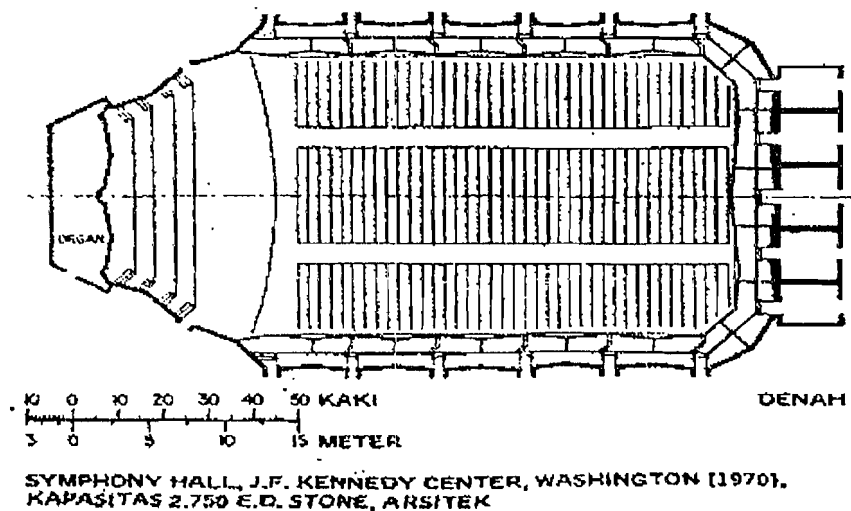 ORGAN
10 0 10 20 30 40 50 KAKI
DENAH
3 0 5 10 15 METER
SYMPHONY HALL, J.F. KENNEDY CENTER, WASHINGTON [1970],
KAPASITAS 2.750 E.D. STONE, ARSITEK